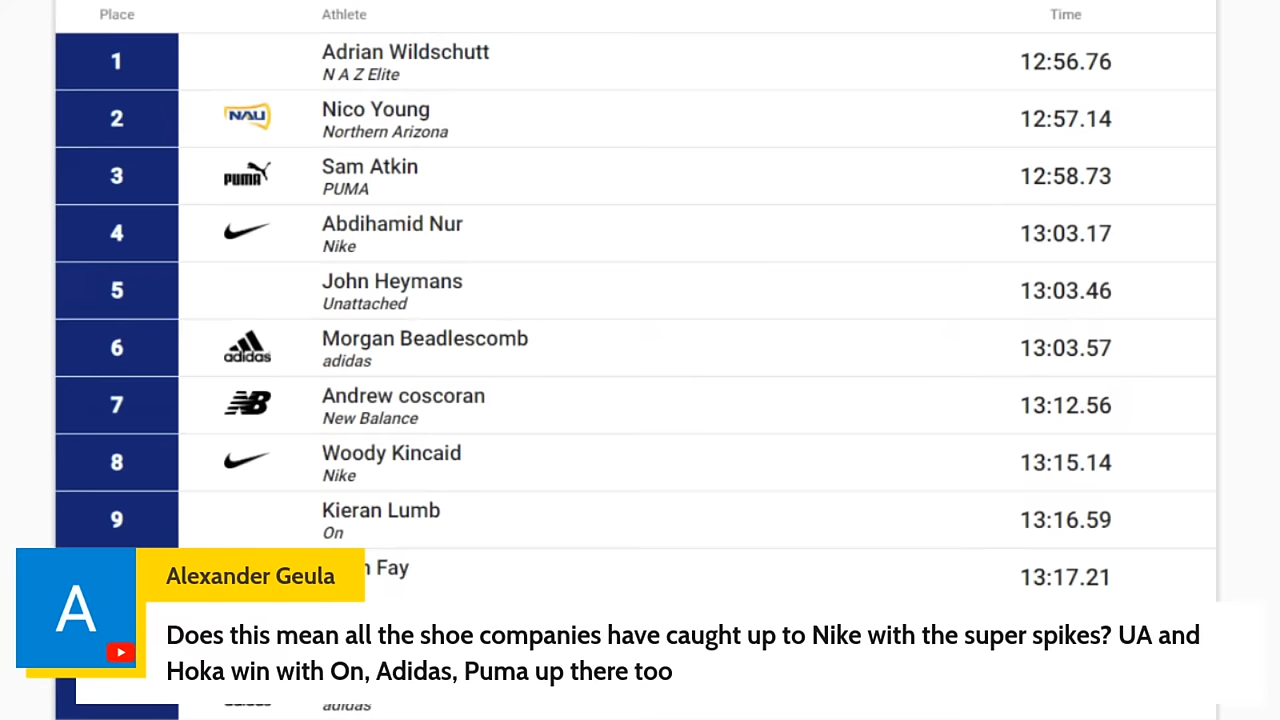 Place Athlete Time
1 Adrian Wildschutt 12:56.76
N A Z Elite
2 NAU Nico Young 12:57.14
Northern Arizona
3 PUMA Sam Atkin 12:58.73
PUMA
4 Abdihamid Nur 13:03.17
Nike
5 John Heymans 13:03.46
Unattached
6 adidas Morgan Beadlescomb 13:03.57
adidas
7 NB Andrew coscoran 13:12.56
New Balance
8 Woody Kincaid 13:15.14
Nike
9 Kieran Lumb 13:16.59
On
Fay 13:17.21
A Alexander Geula
Does this mean all the shoe companies have caught up to Nike with the super spikes? UA and
Hoka win with On, Adidas, Puma up there too
adidas